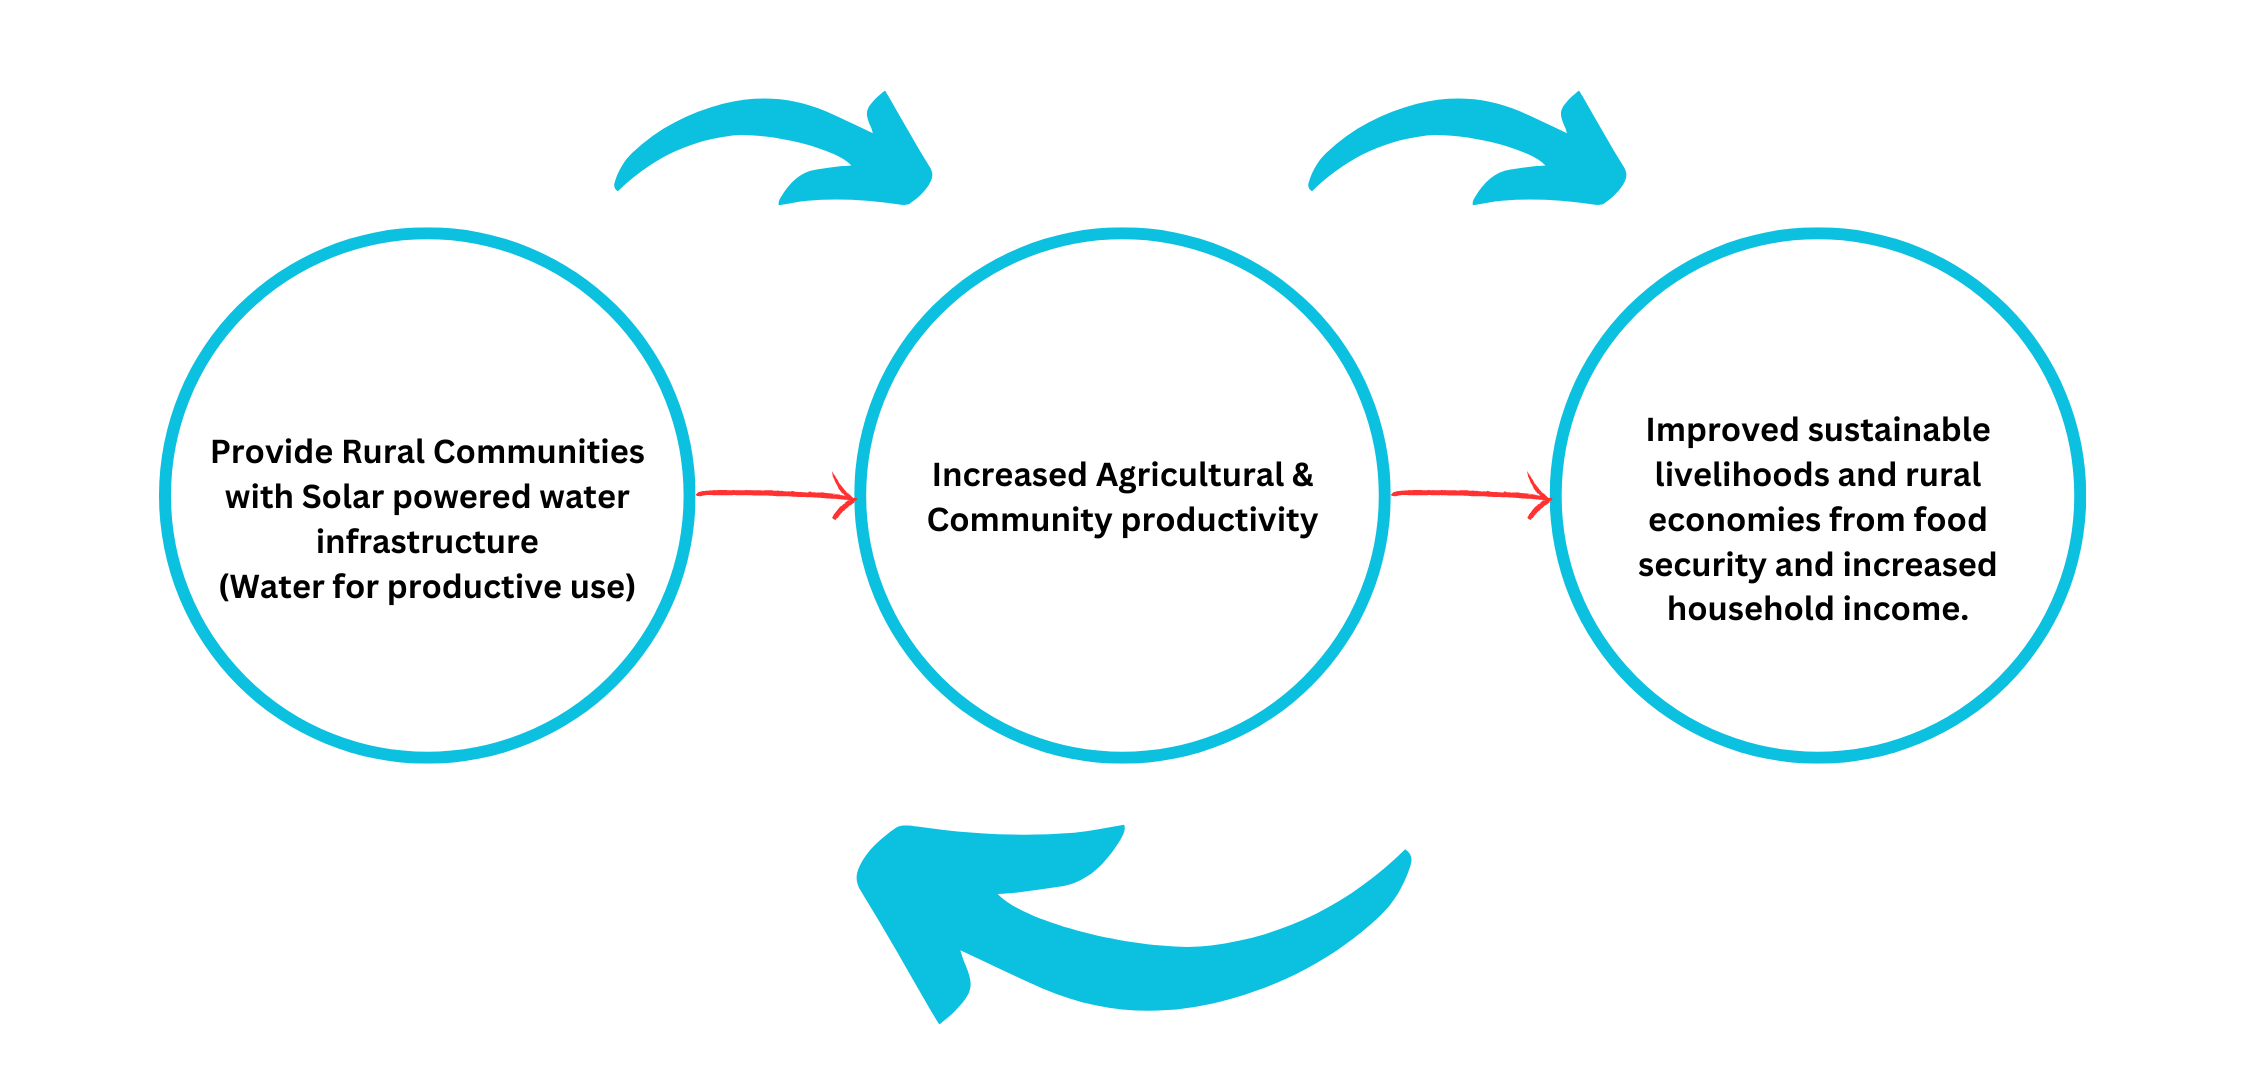 Provide Rural Communities
with Solar powered water
infrastructure
(Water for productive use)
Increased Agricultural &
Community productivity
Improved sustainable
livelihoods and rural
economies from food
security and increased
household income.